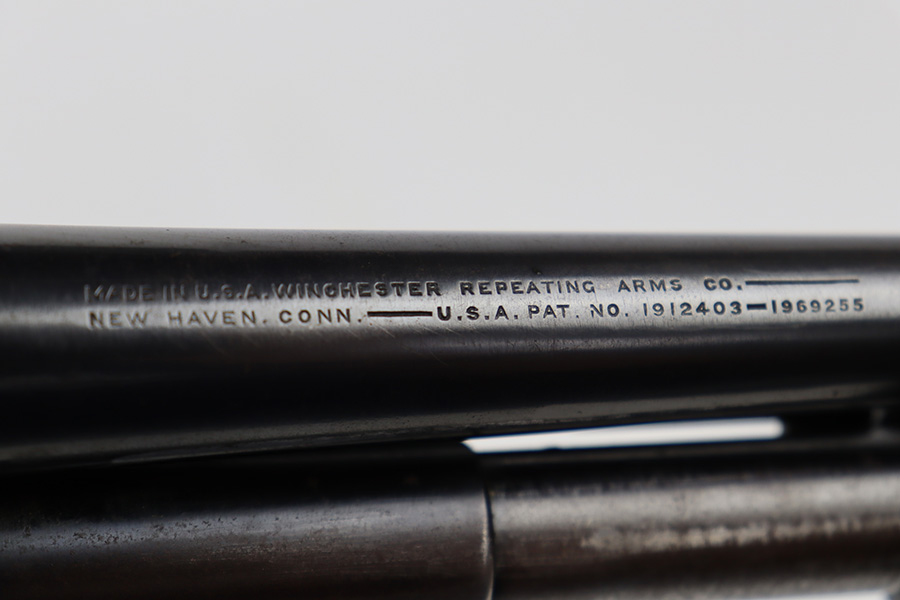 MADE IN U.S.A. WINCHESTER REPEATING ARMS CO.
NEW HAVEN. CONN. — U.S.A. PAT. NO. 1912403—1969255